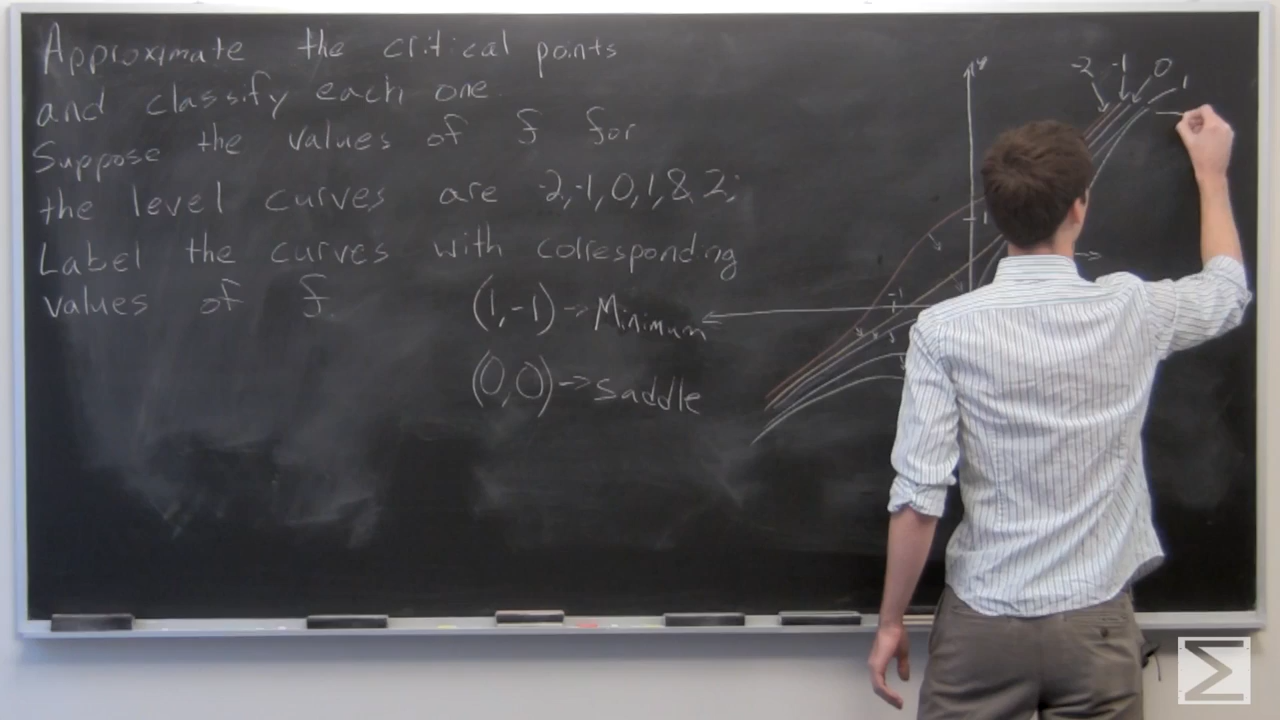 Approximate the critical points
and classify each one.
Suppose the values of f for
the level curves are -2,-1,0,1,& 2;
Label the curves with corresponding
values of f.
(1,-1) -> Minimum
(0,0) -> Saddle
-2 -1 0 1
y
1
-1
Σ